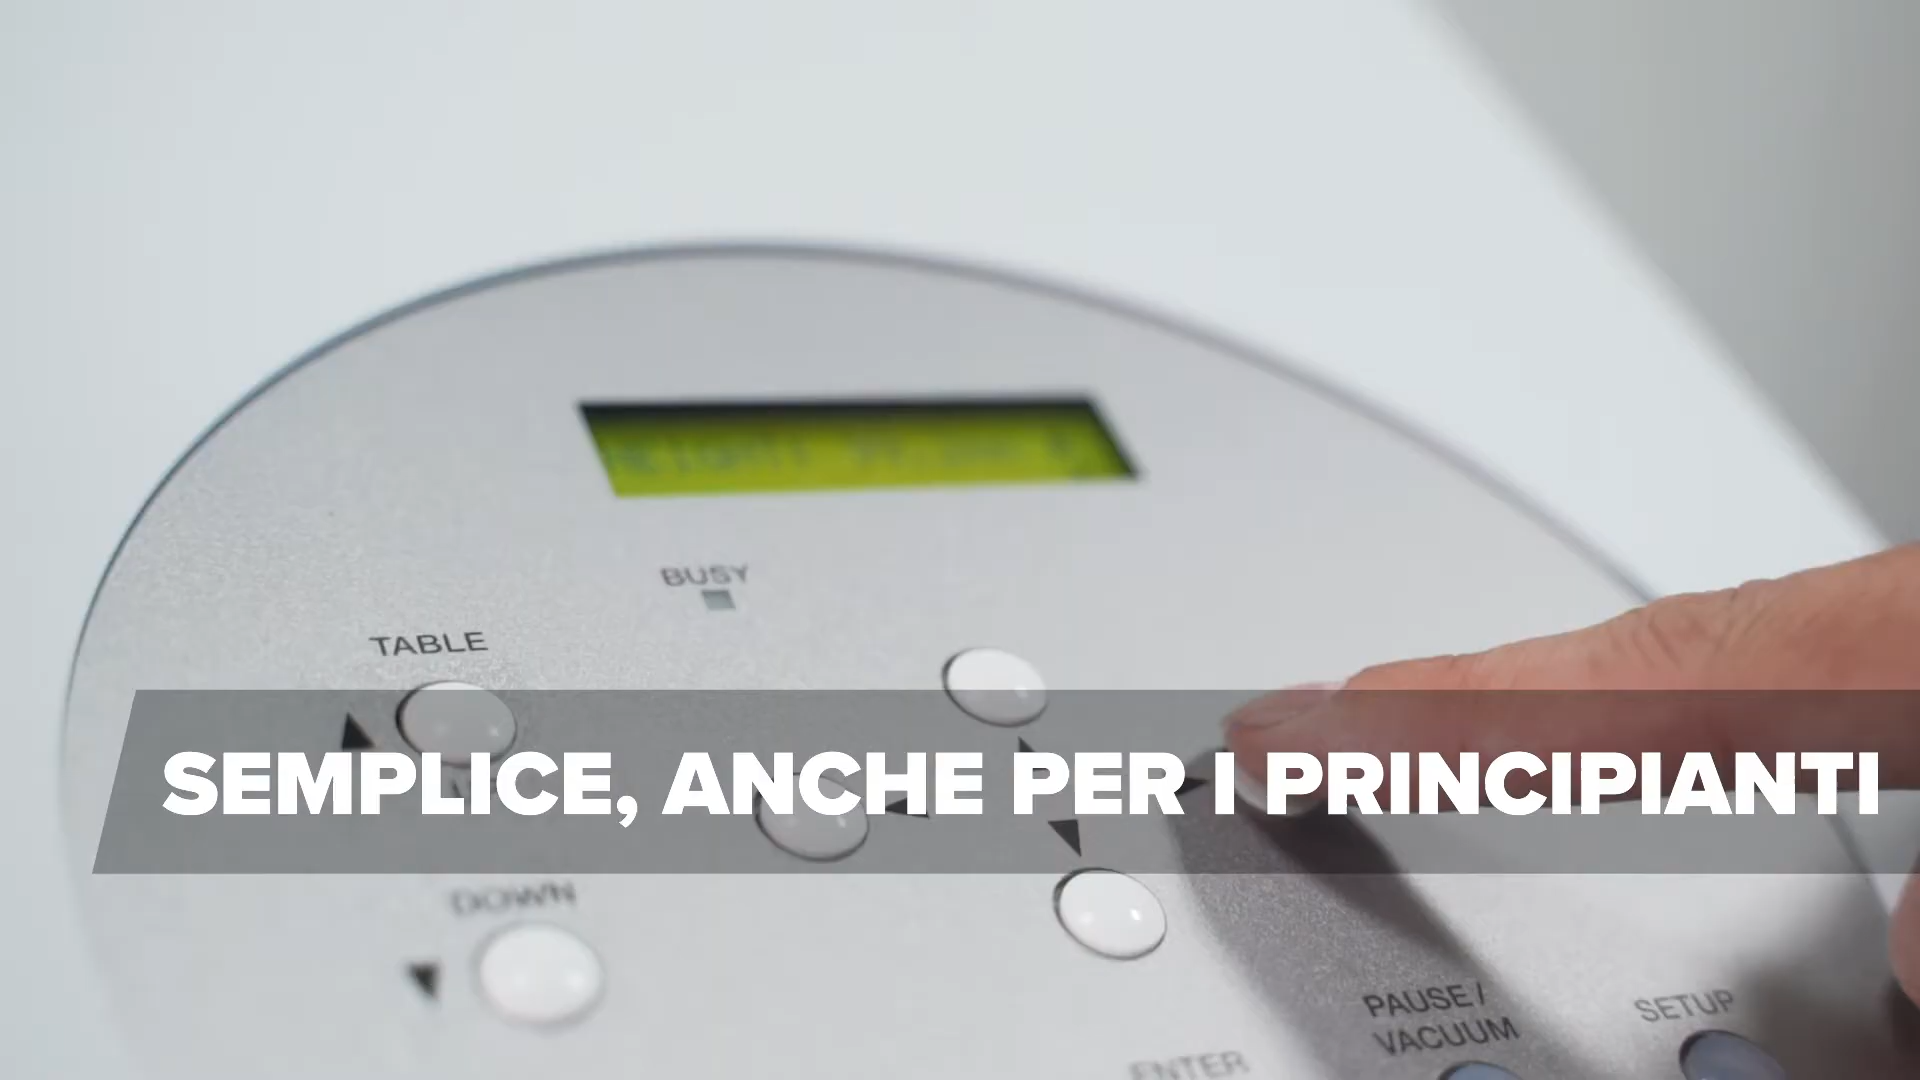 BUSY
TABLE
SEMPLICE, ANCHE PER I PRINCIPIANTI
DOWN
PAUSE /
VACUUM
SETUP
ENTER